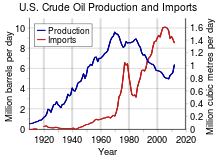 U.S. Crude Oil Production and Imports
Production
Imports
Million barrels per day
10
8
6
4
2
0
Million cubic metres per day
1.6
1.4
1.2
1
0.8
0.6
0.4
0.2
0
1920 1940 1960 1980 2000 2020
Year